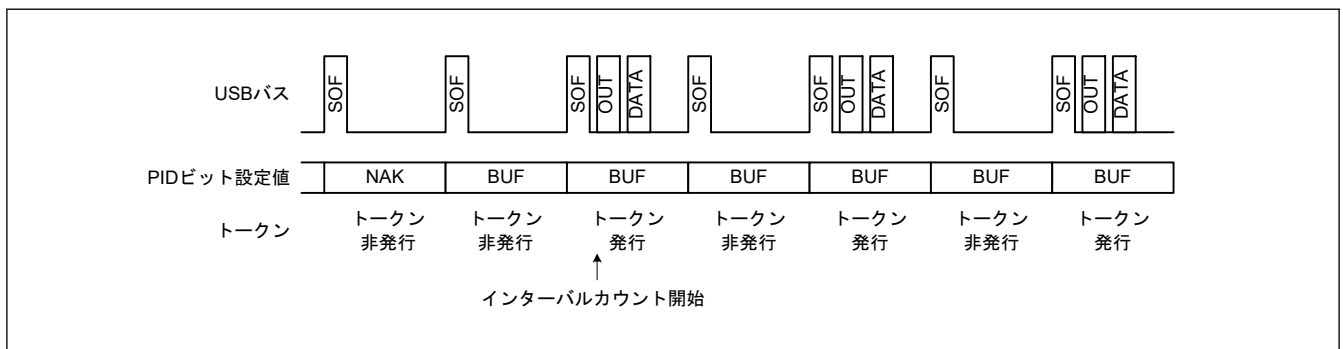 USBバス
SOF
SOF
SOF
OUT
DATA
SOF
SOF
OUT
DATA
SOF
SOF
OUT
DATA
PIDビット設定値
NAK
BUF
BUF
BUF
BUF
BUF
BUF
トークン
トークン
非発行
トークン
非発行
トークン
発行
トークン
非発行
トークン
発行
トークン
非発行
トークン
発行
インターバルカウント開始